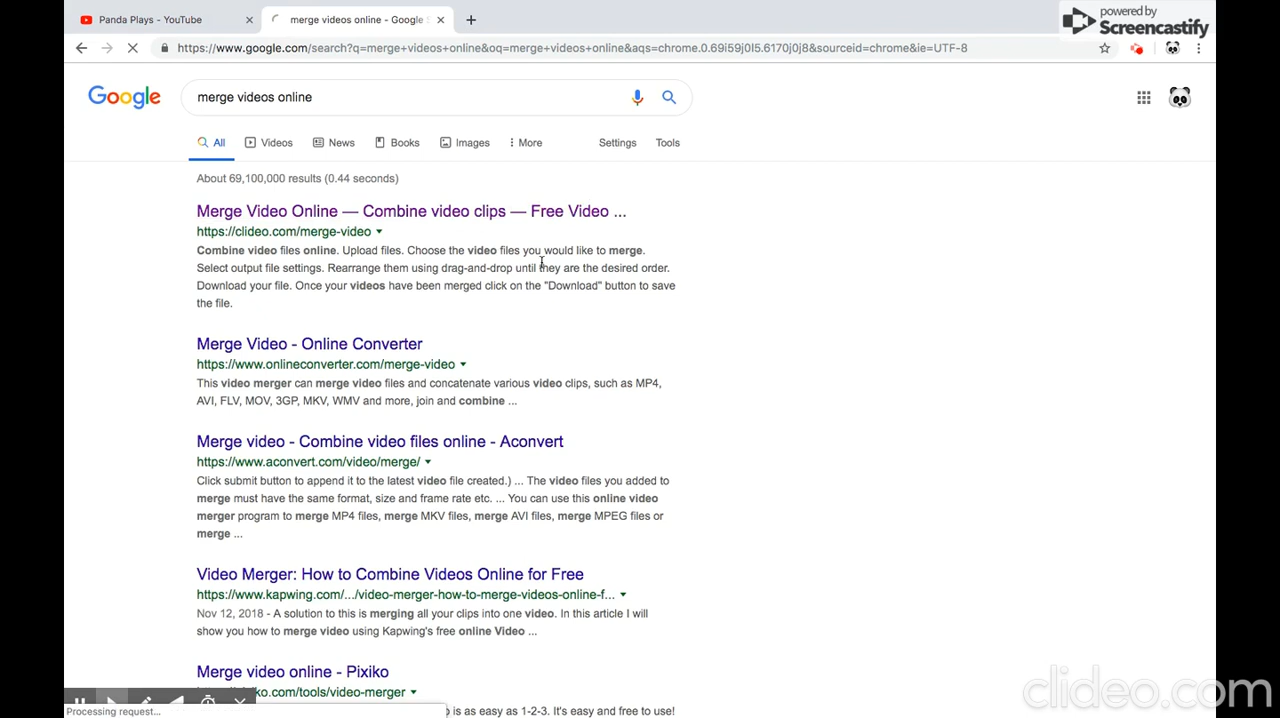 Panda Plays - YouTube
merge videos online - Google S
powered by
Screencastify
https://www.google.com/search?q=merge+videos+online&oq=merge+videos+online&aqs=chrome.0.69i59j0l5.6170j0j8&sourceid=chrome&ie=UTF-8
Google
merge videos online
All Videos News Books Images More Settings Tools
About 69,100,000 results (0.44 seconds)
Merge Video Online — Combine video clips — Free Video ...
https://clideo.com/merge-video
Combine video files online. Upload files. Choose the video files you would like to merge.
Select output file settings. Rearrange them using drag-and-drop until they are the desired order.
Download your file. Once your videos have been merged click on the "Download" button to save
the file.
Merge Video - Online Converter
https://www.onlineconverter.com/merge-video
This video merger can merge video files and concatenate various video clips, such as MP4,
AVI, FLV, MOV, 3GP, MKV, WMV and more, join and combine ...
Merge video - Combine video files online - Aconvert
https://www.aconvert.com/video/merge/
Click submit button to append it to the latest video file created.) ... The video files you added to
merge must have the same format, size and frame rate etc. ... You can use this online video
merger program to merge MP4 files, merge MKV files, merge AVI files, merge MPEG files or
merge ...
Video Merger: How to Combine Videos Online for Free
https://www.kapwing.com/.../video-merger-how-to-merge-videos-online-f...
Nov 12, 2018 - A solution to this is merging all your clips into one video. In this article I will
show you how to merge video using Kapwing's free online Video ...
Merge video online - Pixiko
ko.com/tools/video-merger
Processing request...
is as easy as 1-2-3. It's easy and free to use!
clideo.com